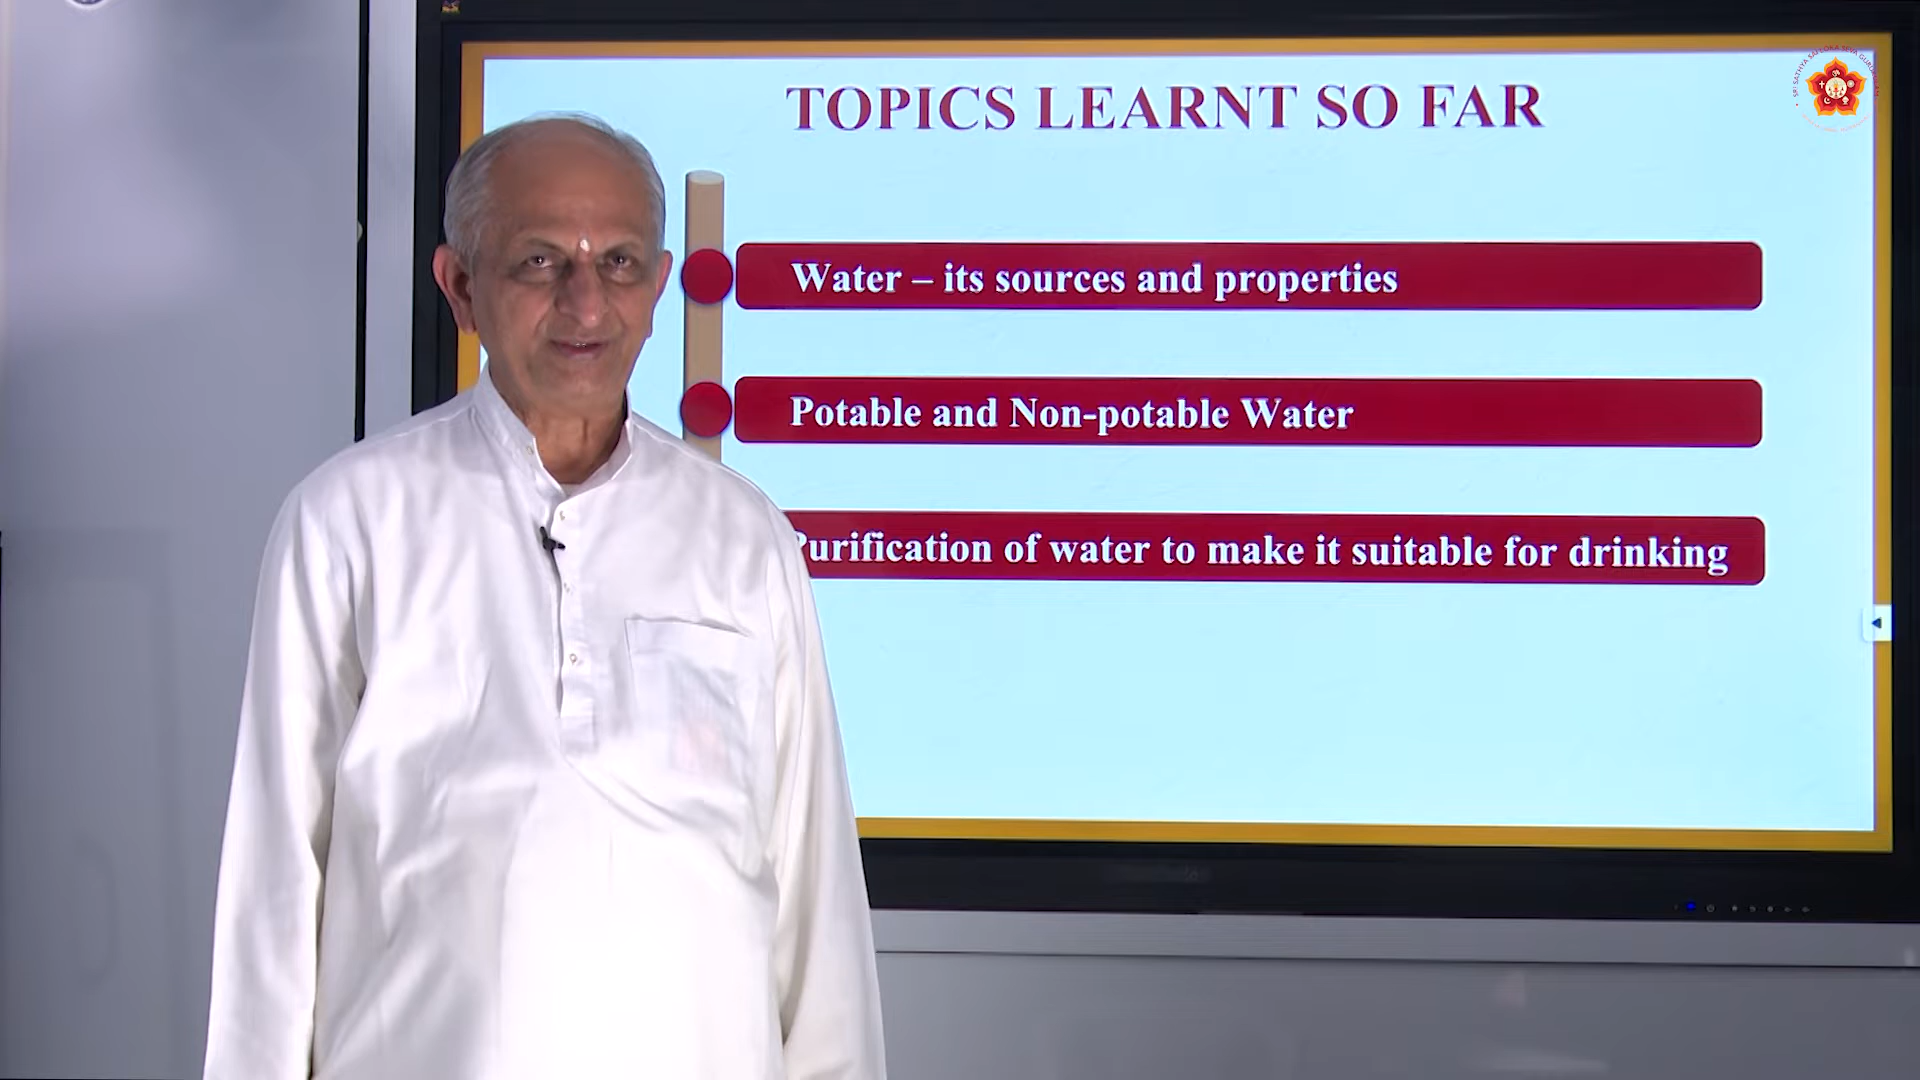 TOPICS LEARNT SO FAR
Water – its sources and properties
Potable and Non-potable Water
Purification of water to make it suitable for drinking